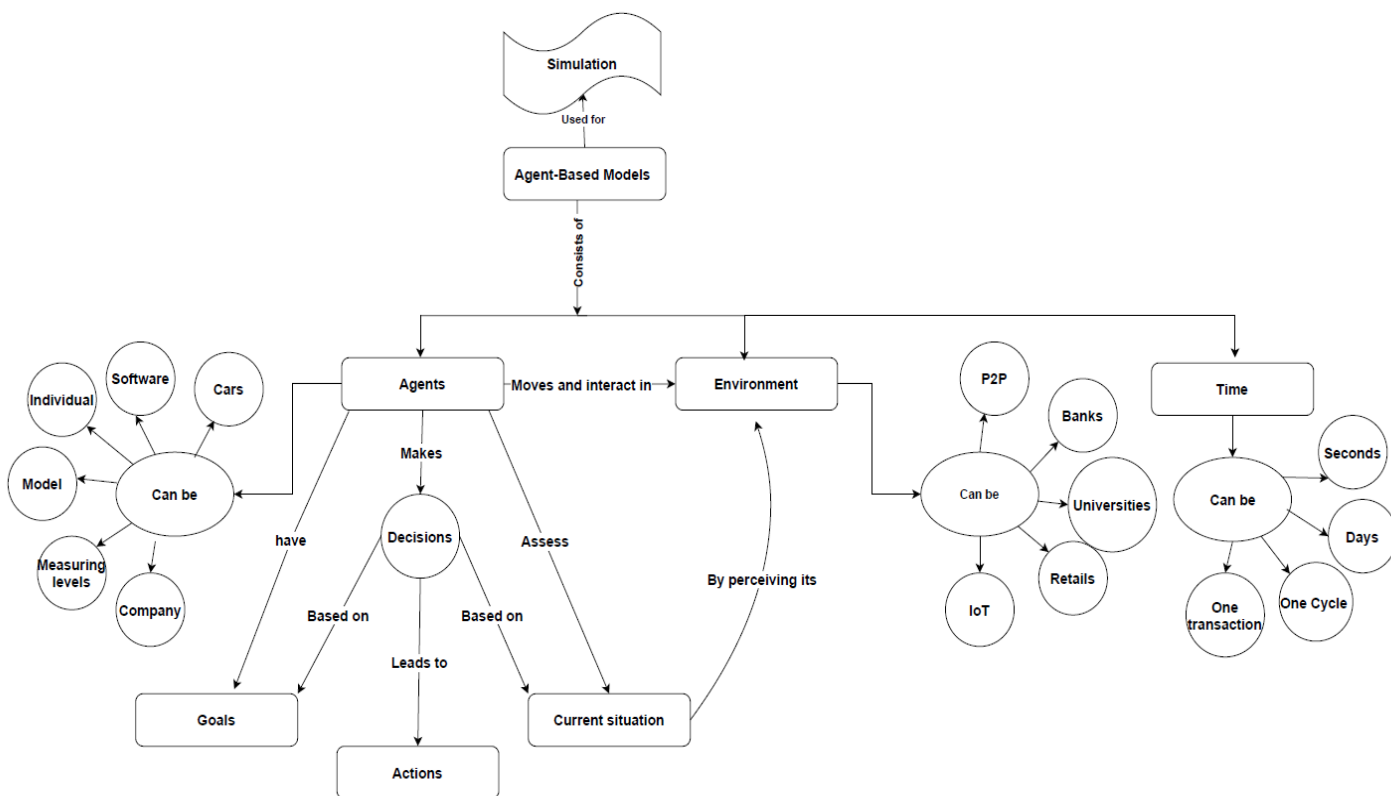 Simulation
Used for
Agent-Based Models
Consists of
Agents
Moves and interact in
Environment
Time
Software
Cars
Individual
Model
Can be
Measuring
levels
Company
Makes
Decisions
have
Assess
Based on
Based on
Leads to
Goals
Current situation
Actions
By perceiving its
P2P
Banks
Can be
Universities
Retails
IoT
Seconds
Can be
Days
One Cycle
One
transaction